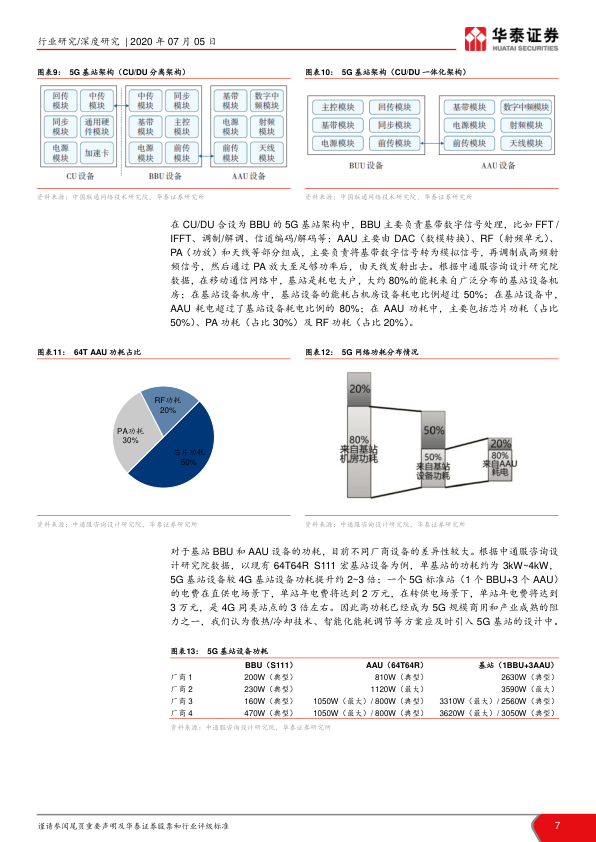 行业研究/深度研究 | 2020 年 07 月 05 日
华泰证券
HUATAI SECURITIES
图表9： 5G 基站架构（CU/DU 分离架构）
回传模块 中传模块 中传模块 同步模块 基带模块 数字中频模块
同步模块 通用硬件模块 基带模块 主控模块 电源模块 射频模块
电源模块 加速卡 电源模块 前传模块 前传模块 天线模块
CU 设备 BBU 设备 AAU 设备
资料来源：中国联通网络技术研究院，华泰证券研究所
图表10： 5G 基站架构（CU/DU 一体化架构）
主控模块 回传模块 基带模块 数字中频模块
基带模块 同步模块 电源模块 射频模块
电源模块 前传模块 前传模块 天线模块
BUU 设备 AAU 设备
资料来源：中国联通网络技术研究院，华泰证券研究所
在 CU/DU 合设为 BBU 的 5G 基站架构中，BBU 主要负责基带数字信号处理，比如 FFT /
IFFT、调制/解调、信道编码/解码等；AAU 主要由 DAC（数模转换）、RF（射频单元）、
PA（功放）和天线等部分组成，主要负责将基带数字信号转为模拟信号，再调制成高频射
频信号，然后通过 PA 放大至足够功率后，由天线发射出去。根据中通服咨询设计研究院
数据，在移动通信网络中，基站是耗电大户，大约 80%的能耗来自广泛分布的基站设备机
房；在基站设备机房中，基站设备的能耗占机房设备耗电比例超过 50%；在基站设备中，
AAU 耗电超过了基站设备耗电比例的 80%；在 AAU 功耗中，主要包括芯片功耗（占比
50%）、PA 功耗（占比 30%）及 RF 功耗（占比 20%）。
图表11： 64T AAU 功耗占比
RF功耗
20%
PA功耗
30%
芯片功耗
50%
资料来源：中通服咨询设计研究院，华泰证券研究所
图表12： 5G 网络功耗分布情况
20%
80%
来自基站
机房功耗
50%
50%
来自基站
设备功耗
20%
80%
来自AAU
耗电
资料来源：中通服咨询设计研究院，华泰证券研究所
对于基站 BBU 和 AAU 设备的功耗，目前不同厂商设备的差异性较大。根据中通服咨询设
计研究院数据，以现有 64T64R S111 宏基站设备为例，单基站的功耗约为 3kW~4kW，
5G 基站设备较 4G 基站设备功耗提升约 2~3 倍；一个 5G 标准站（1 个 BBU+3 个 AAU）
的电费在直供电场景下，单站年电费将达到 2 万元，在转供电场景下，单站年电费将达到
3 万元，是 4G 同类站点的 3 倍左右。因此高功耗已经成为 5G 规模商用和产业成熟的阻
力之一，我们认为散热/冷却技术、智能化能耗调节等方案应及时引入 5G 基站的设计中。
图表13： 5G 基站设备功耗
BBU（S111） AAU（64T64R） 基站（1BBU+3AAU）
厂商 1 200W（典型） 810W（典型） 2630W（典型）
厂商 2 230W（典型） 1120W（最大） 3590W（最大）
厂商 3 160W（典型） 1050W（最大）/ 800W（典型） 3310W（最大）/ 2560W（典型）
厂商 4 470W（典型） 1050W（最大）/ 800W（典型） 3620W（最大）/ 3050W（典型）
资料来源：中通服咨询设计研究院，华泰证券研究所
谨请参阅尾页重要声明及华泰证券股票和行业评级标准
7